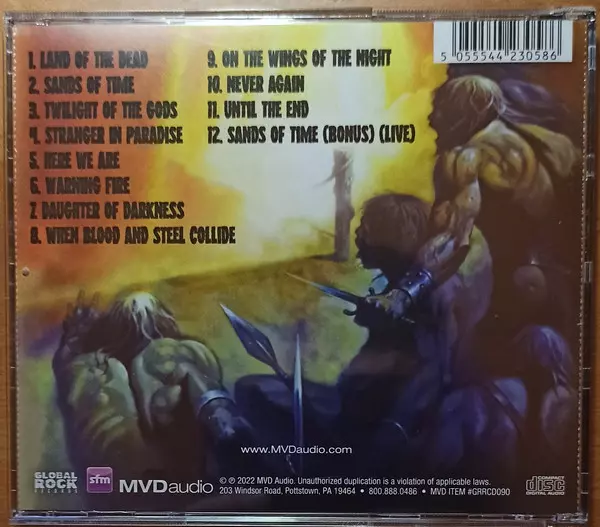 1. LAND OF THE DEAD
2. SANDS OF TIME
3. TWILIGHT OF THE GODS
4. STRANGER IN PARADISE
5. HERE WE ARE
6. WARNING FIRE
7. DAUGHTER OF DARKNESS
8. WHEN BLOOD AND STEEL COLLIDE
9. ON THE WINGS OF THE NIGHT
10. NEVER AGAIN
11. UNTIL THE END
12. SANDS OF TIME (BONUS) (LIVE)
5 055544 230586
www.MVDaudio.com
GLOBAL
ROCK
RECORDS
sfm
MVDaudio
© ℗ 2022 MVD Audio. Unauthorized duplication is a violation of applicable laws.
203 Windsor Road, Pottstown, PA 19464 • 800.888.0486 • MVD ITEM #GRRCD090
COMPACT
disc
DIGITAL AUDIO